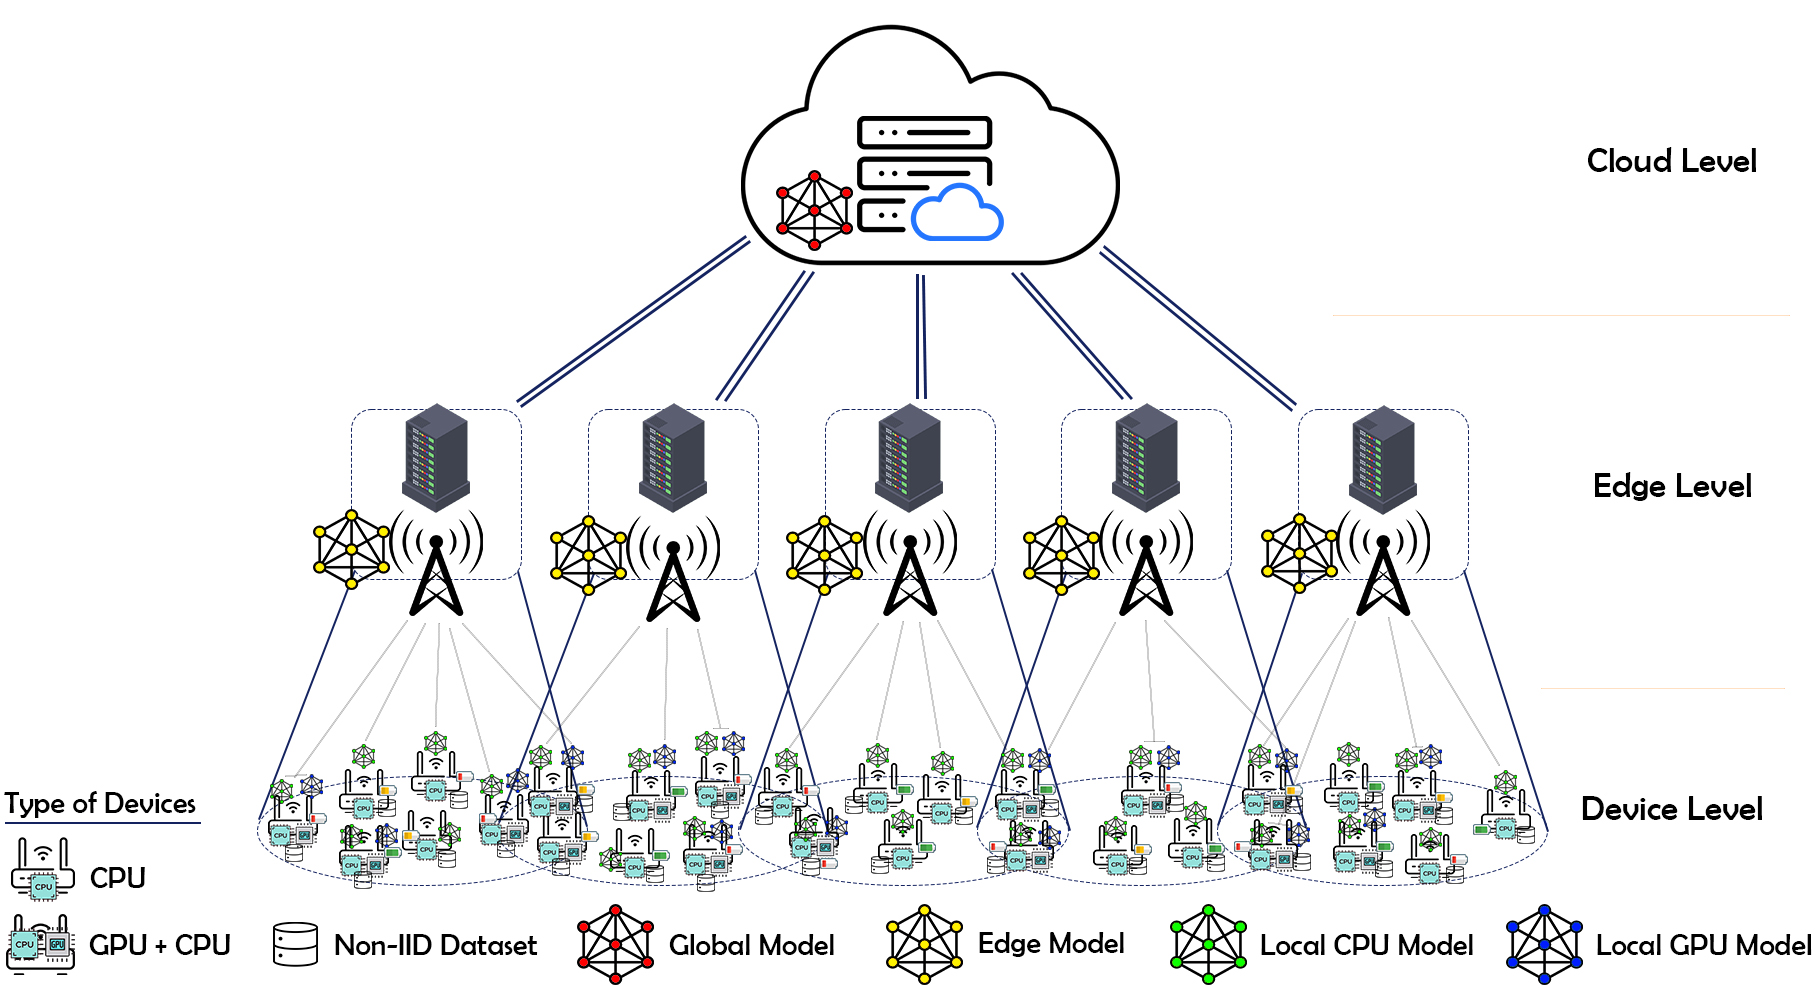 Cloud Level
Edge Level
Device Level
Type of Devices
CPU
CPU
CPU
GPU
GPU + CPU
Non-IID Dataset
Global Model
Edge Model
Local CPU Model
Local GPU Model